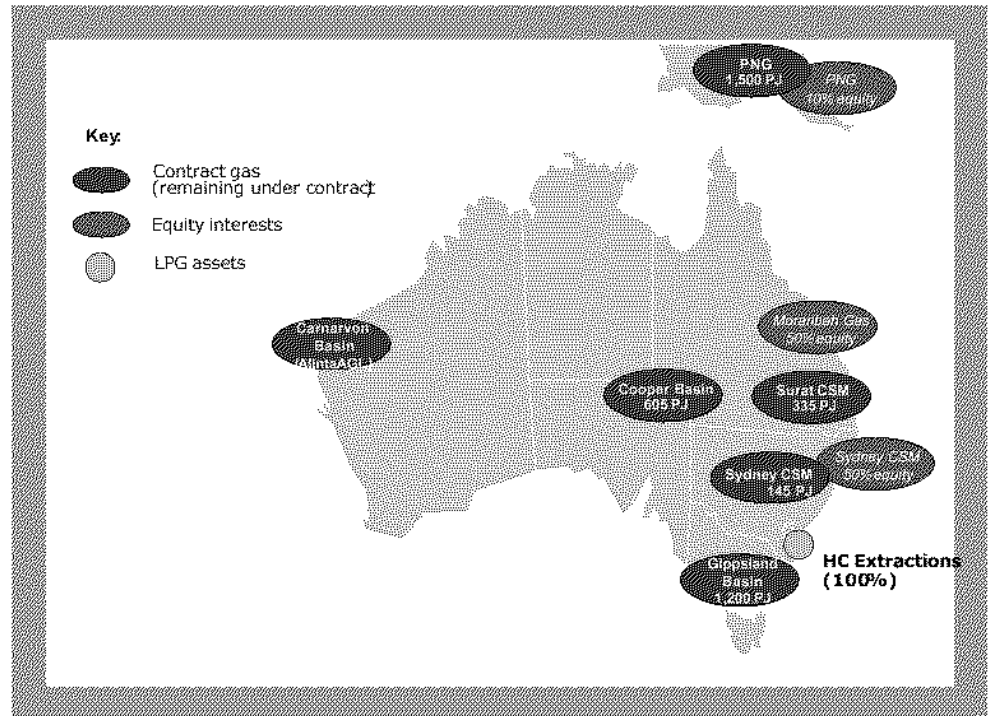 PNG
1,500 PJ
PNG
10% equity
Key:
Contract gas
(remaining under contract)
Equity interests
LPG assets
Carnarvon
Basin
(AlintaAGL)
Moranbah Gas
50% equity
Cooper Basin
605 PJ
Surat CSM
335 PJ
Sydney CSM
50% equity
Sydney CSM
145 PJ
HC Extractions
(100%)
Gippsland
Basin
1,200 PJ